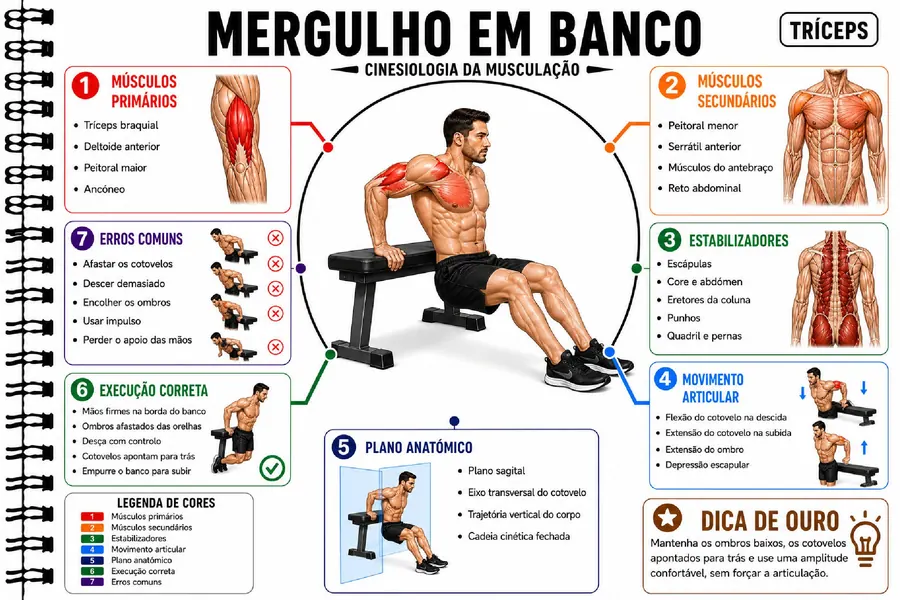 MERGULHO EM BANCO
CINESIOLOGIA DA MUSCULAÇÃO
TRÍCEPS
1 MÚSCULOS
PRIMÁRIOS
• Tríceps braquial
• Deltoide anterior
• Peitoral maior
• Ancóneo
2 MÚSCULOS
SECUNDÁRIOS
• Peitoral menor
• Serrátil anterior
• Músculos do antebraço
• Reto abdominal
7 ERROS COMUNS
• Afastar os cotovelos
• Descer demasiado
• Encolher os ombros
• Usar impulso
• Perder o apoio das mãos
3 ESTABILIZADORES
• Escápulas
• Core e abdómen
• Eretores da coluna
• Punhos
• Quadril e pernas
6 EXECUÇÃO CORRETA
• Mãos firmes na borda do banco
• Ombros afastados das orelhas
• Desça com controlo
• Cotovelos apontam para trás
• Empurre o banco para subir
4 MOVIMENTO
ARTICULAR
• Flexão do cotovelo na descida
• Extensão do cotovelo na subida
• Extensão do ombro
• Depressão escapular
5 PLANO ANATÓMICO
• Plano sagital
• Eixo transversal do cotovelo
• Trajetória vertical do corpo
• Cadeia cinética fechada
LEGENDA DE CORES
1 Músculos primários
2 Músculos secundários
3 Estabilizadores
4 Movimento articular
5 Plano anatômico
6 Execução correta
7 Erros comuns
DICA DE OURO
Mantenha os ombros baixos, os cotovelos
apontados para trás e use uma amplitude
confortável, sem forçar a articulação.